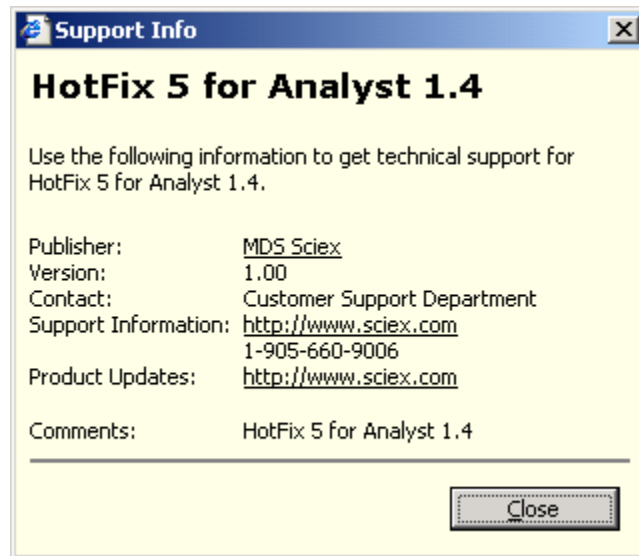 Support Info
HotFix 5 for Analyst 1.4
Use the following information to get technical support for
HotFix 5 for Analyst 1.4.
Publisher: MDS Sciex
Version: 1.00
Contact: Customer Support Department
Support Information: http://www.sciex.com
1-905-660-9006
Product Updates: http://www.sciex.com
Comments: HotFix 5 for Analyst 1.4
Close